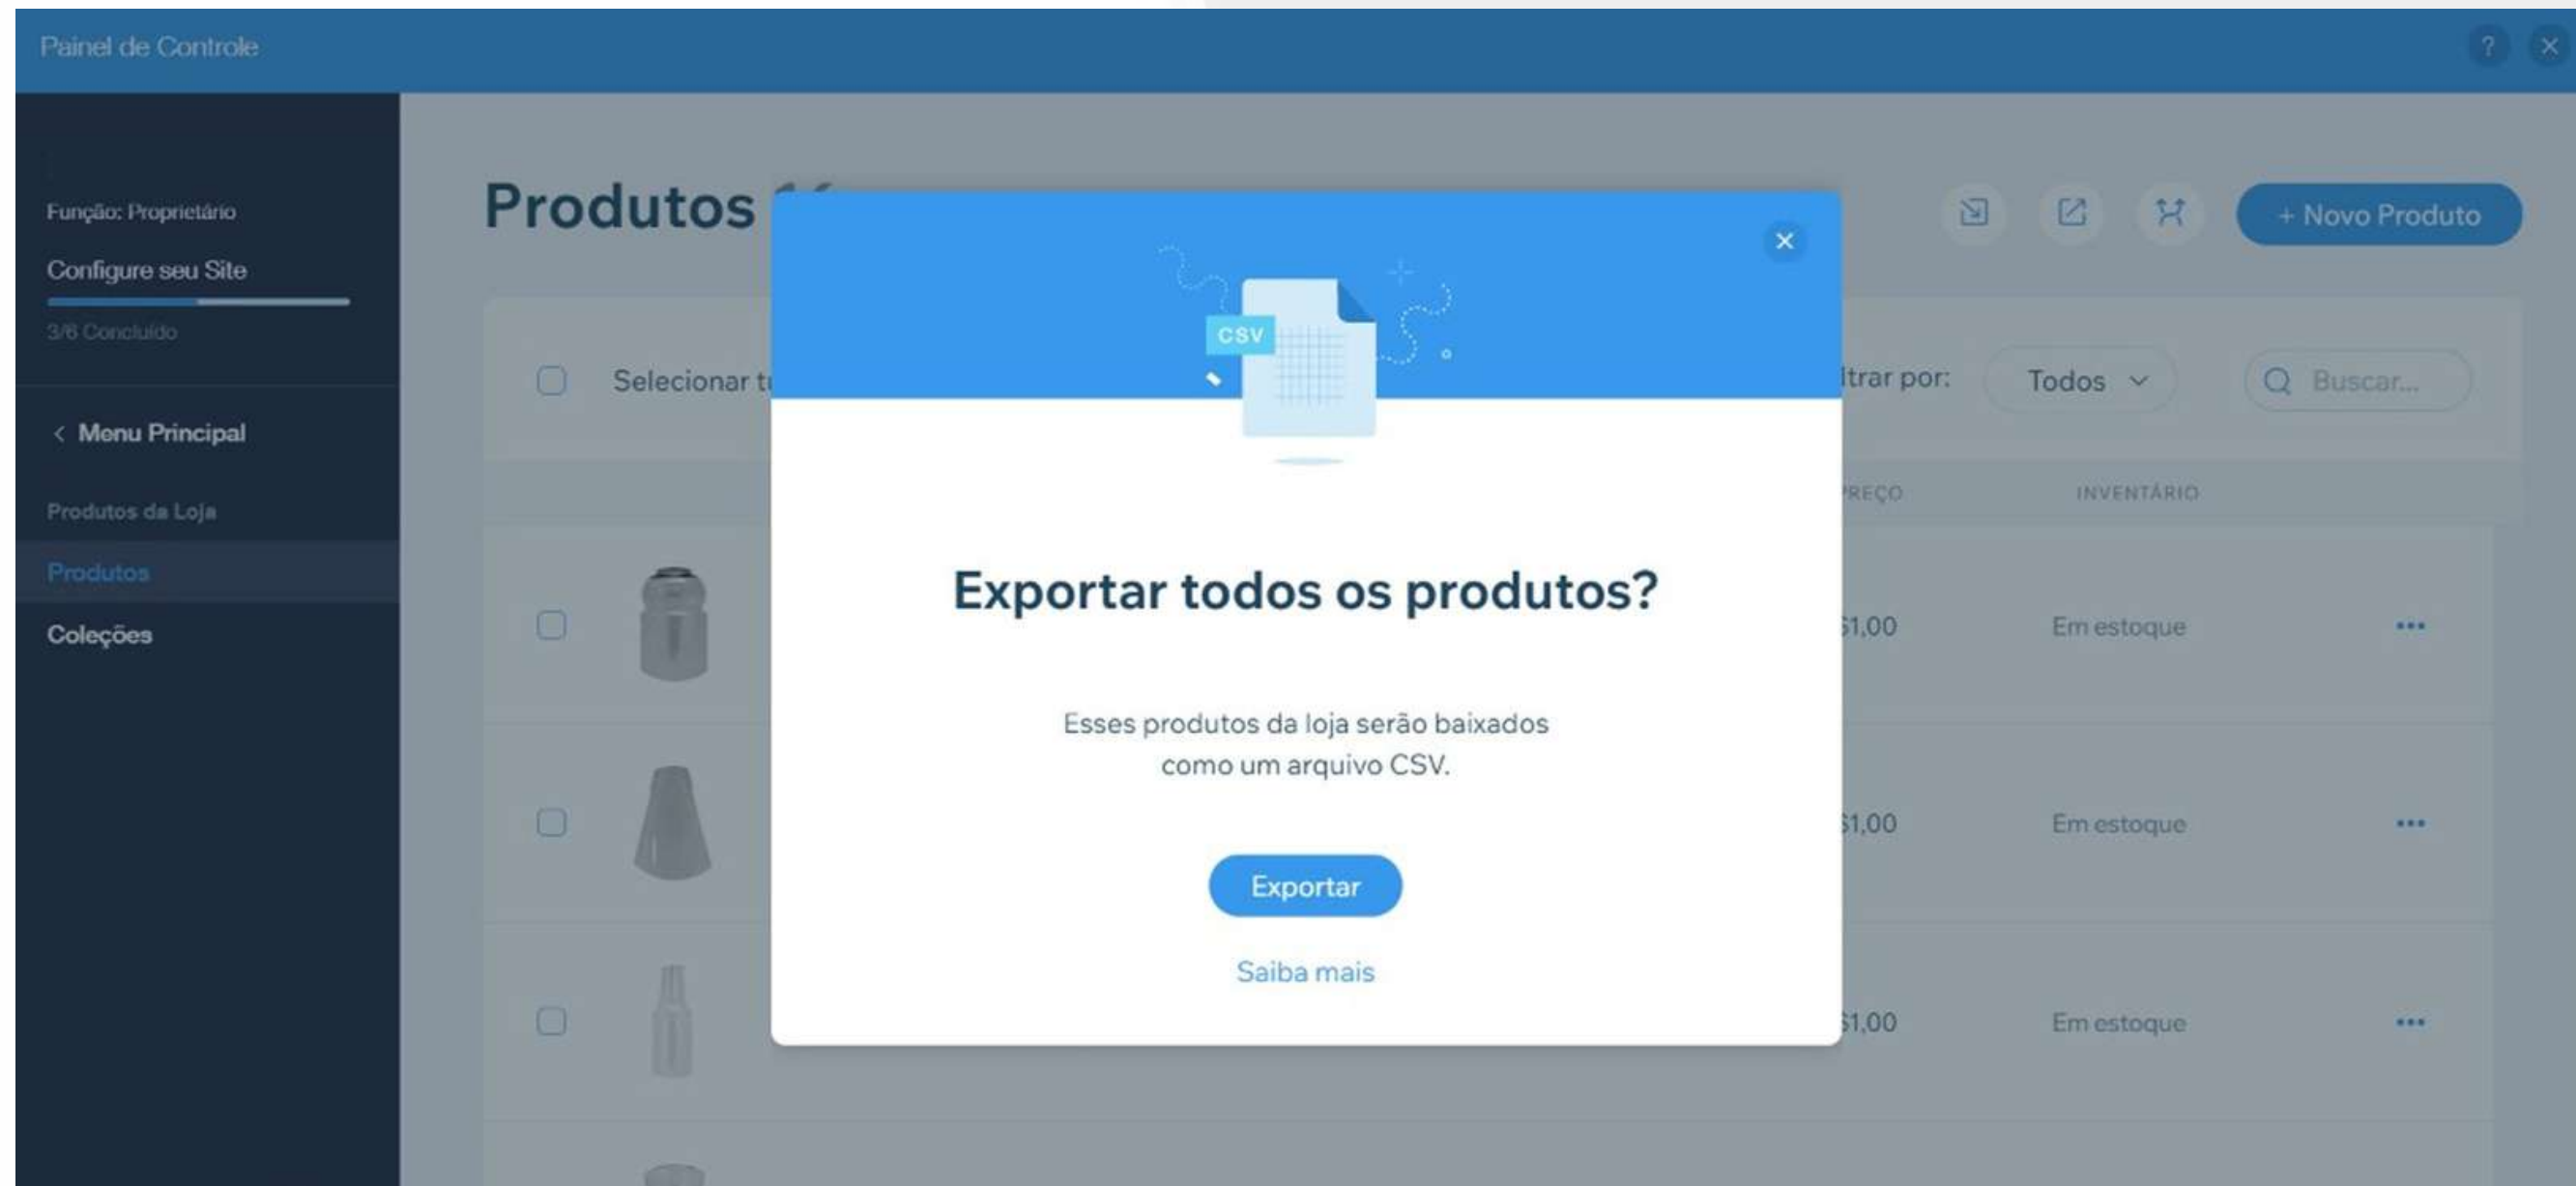 Painel de Controle
?
Função: Proprietário
Configure seu Site
3/6 Concluído
< Menu Principal
Produtos da Loja
Produtos
Coleções
Produtos
+ Novo Produto
Selecionar
trar por:
Todos
Buscar...
REÇO
INVENTÁRIO
$1,00
Em estoque
$1,00
Em estoque
$1,00
Em estoque
CSV
Exportar todos os produtos?
Esses produtos da loja serão baixados
como um arquivo CSV.
Exportar
Saiba mais